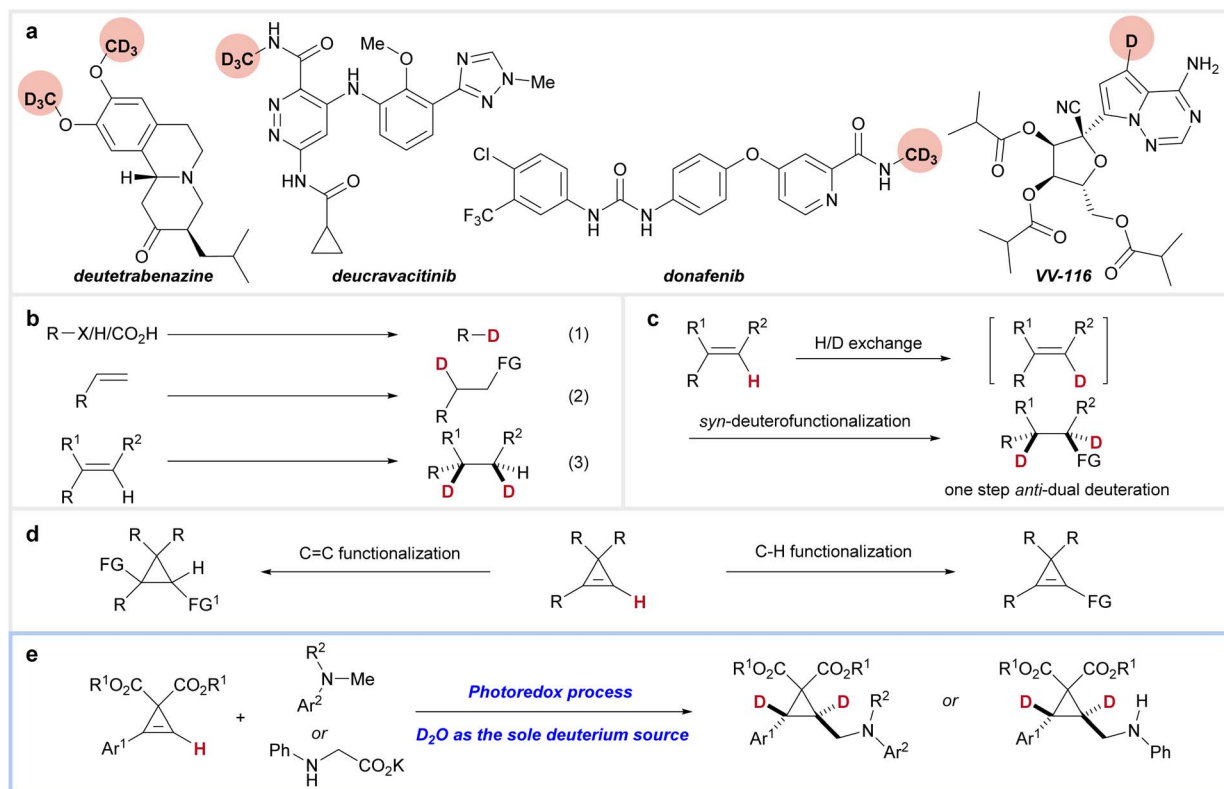 a
CD₃
D₃C
O
O
H
N
O
deutetrabenazine
D₃C
H
N
O
MeO
N
N
N
Me
H
N
N
N
NH
O
deucravacitinib
Cl
F₃C
N
H
O
N
H
O
O
N
N
H
CD₃
donafenib
D
NH₂
CN
N
N
N
O
O
O
O
O
O
O
VV-116
b
R
X/H/CO₂H
R
D
(1)
R
D
FG
R
(2)
R¹
R²
R
H
R¹
R²
R
H
D
D
(3)
c
R¹
R²
R
H
H/D exchange
R¹
R²
R
D
syn-deuterofunctionalization
R¹
R²
R
D
D
FG
one step anti-dual deuteration
d
R
R
FG
H
R
FG¹
C=C functionalization
R
R
R
H
C-H functionalization
R
R
R
FG
e
R¹O₂C
CO₂R¹
Ar¹
H
+
R²
N
Me
Ar²
or
Ph
N
H
CO₂K
Photoredox process
D₂O as the sole deuterium source
R¹O₂C
CO₂R¹
D
D
R²
Ar¹
N
Ar²
or
R¹O₂C
CO₂R¹
D
D
H
Ar¹
N
Ph